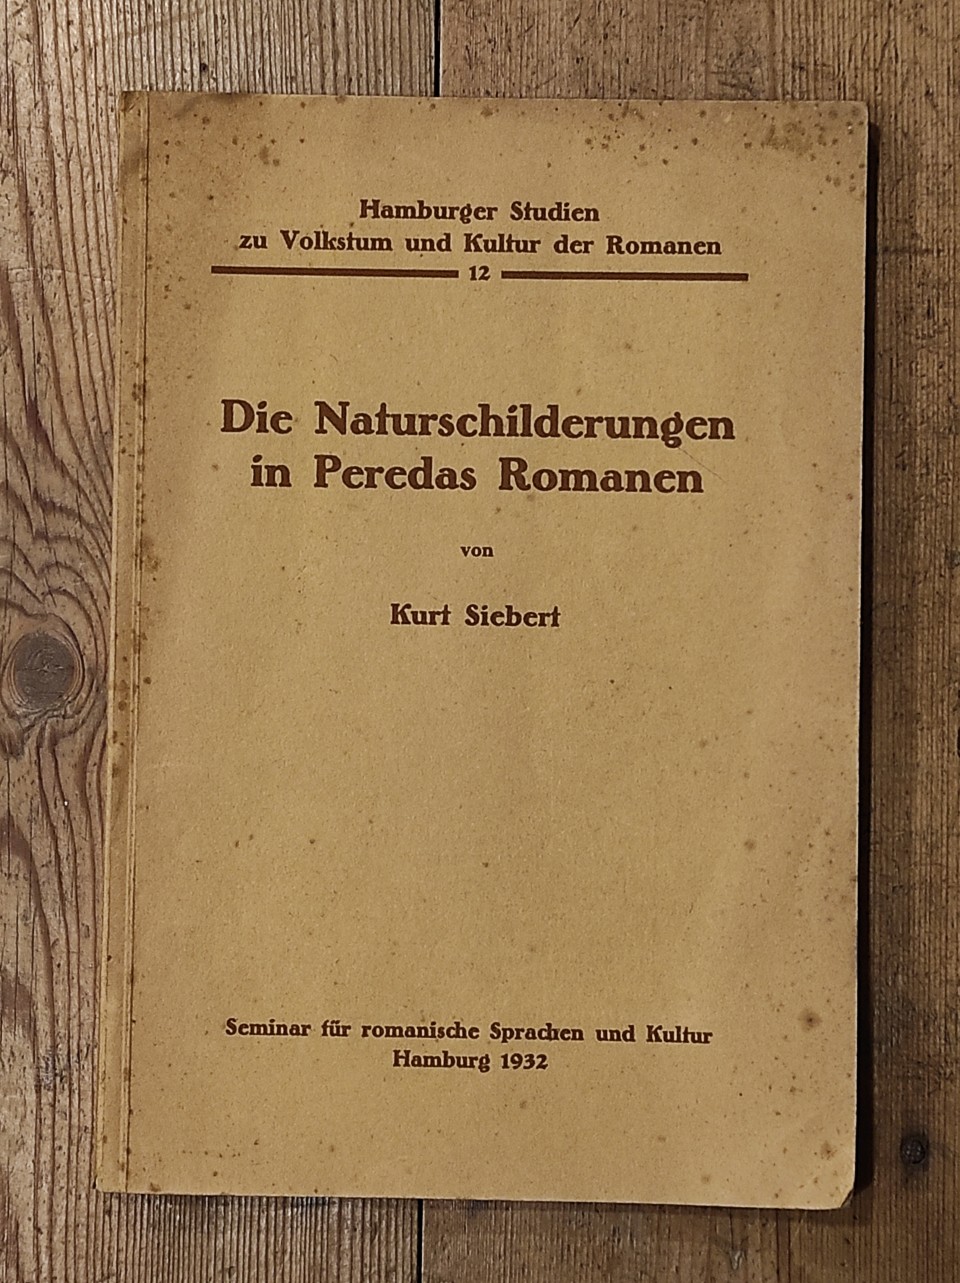 Hamburger Studien
zu Volkstum und Kultur der Romanen
12
Die Naturschilderungen
in Peredas Romanen
von
Kurt Siebert
Seminar für romanische Sprachen und Kultur
Hamburg 1932